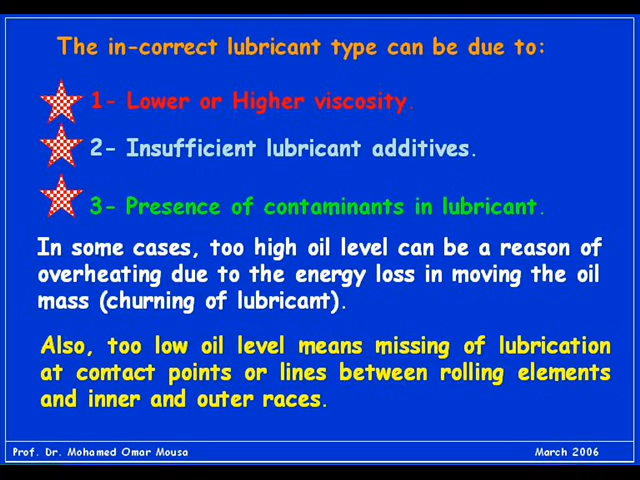 The in-correct lubricant type can be due to:
1- Lower or Higher viscosity.
2- Insufficient lubricant additives.
3- Presence of contaminants in lubricant.
In some cases, too high oil level can be a reason of
overheating due to the energy loss in moving the oil
mass (churning of lubricant).
Also, too low oil level means missing of lubrication
at contact points or lines between rolling elements
and inner and outer races.
Prof. Dr. Mohamed Omar Mousa
March 2006